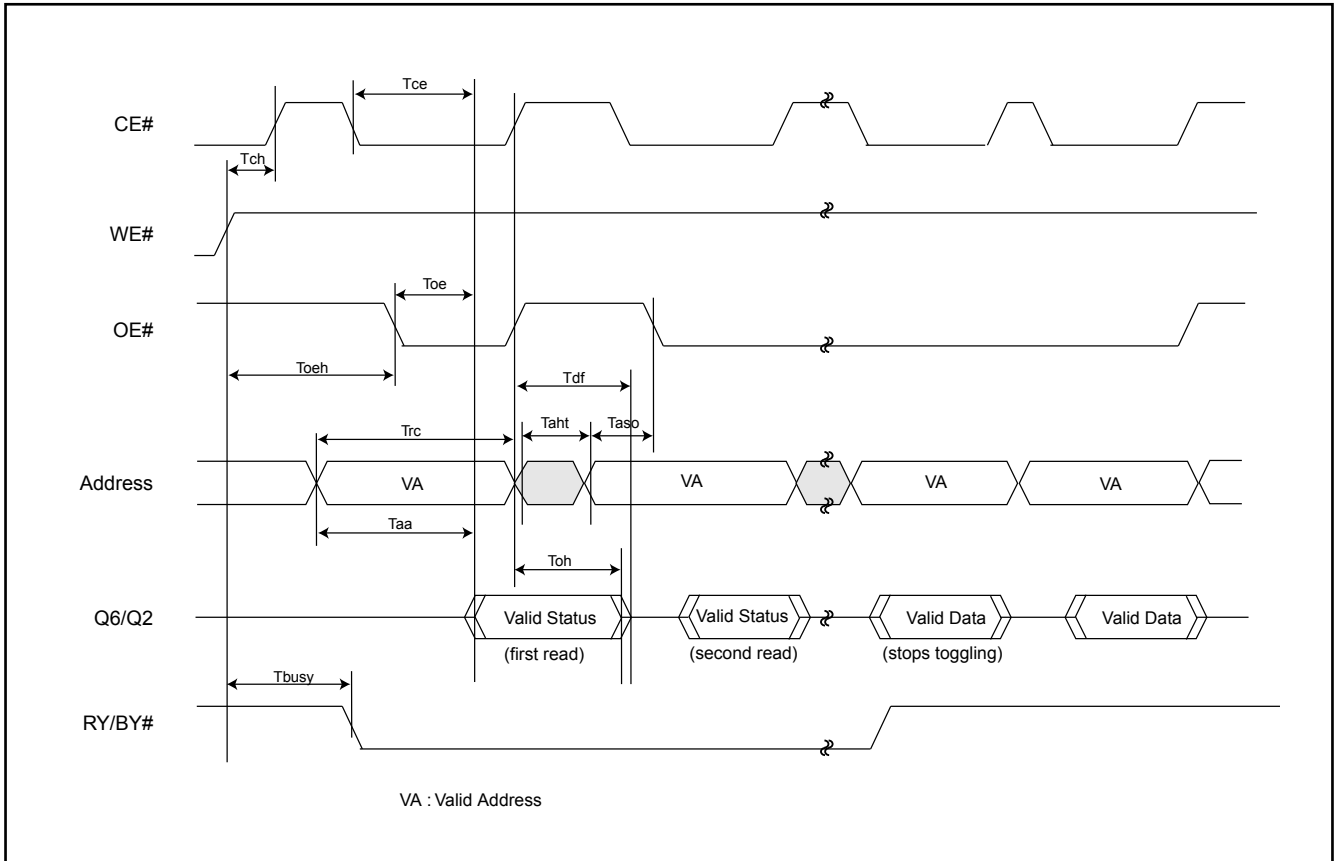 Tce
CE#
Tch
WE#
Toe
OE#
Toeh
Tdf
Taht
Taso
Trc
Address
VA
VA
VA
VA
Taa
Toh
Q6/Q2
Valid Status
Valid Status
Valid Data
Valid Data
(first read)
(second read)
(stops toggling)
Tbusy
RY/BY#
VA : Valid Address